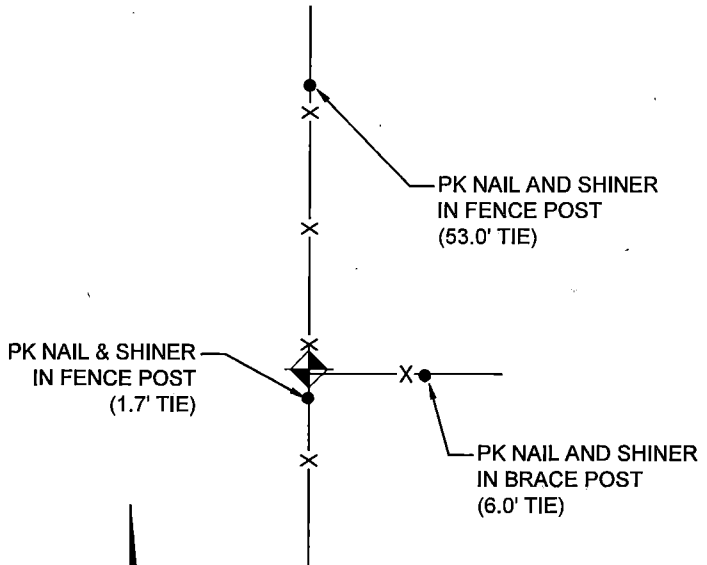 PK NAIL AND SHINER
IN FENCE POST
(53.0' TIE)
PK NAIL & SHINER
IN FENCE POST
(1.7' TIE)
PK NAIL AND SHINER
IN BRACE POST
(6.0' TIE)